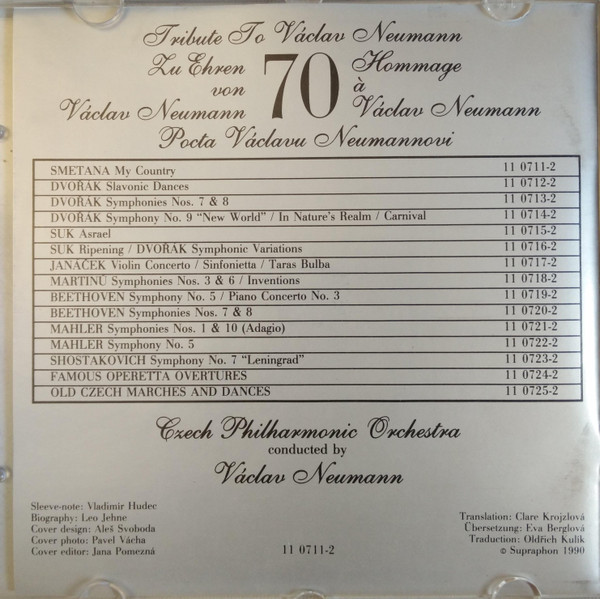 Tribute To Václav Neumann
Zu Ehren 70 Hommage
von à
Václav Neumann Václav Neumann
Pocta Václavu Neumannovi
SMETANA My Country 11 0711-2
DVOŘÁK Slavonic Dances 11 0712-2
DVOŘÁK Symphonies Nos. 7 & 8 11 0713-2
DVOŘÁK Symphony No. 9 “New World” / In Nature's Realm / Carnival 11 0714-2
SUK Asrael 11 0715-2
SUK Ripening / DVOŘÁK Symphonic Variations 11 0716-2
JANÁČEK Violin Concerto / Sinfonietta / Taras Bulba 11 0717-2
MARTINŮ Symphonies Nos. 3 & 6 / Inventions 11 0718-2
BEETHOVEN Symphony No. 5 / Piano Concerto No. 3 11 0719-2
BEETHOVEN Symphonies Nos. 7 & 8 11 0720-2
MAHLER Symphonies Nos. 1 & 10 (Adagio) 11 0721-2
MAHLER Symphony No. 5 11 0722-2
SHOSTAKOVICH Symphony No. 7 “Leningrad” 11 0723-2
FAMOUS OPERETTA OVERTURES 11 0724-2
OLD CZECH MARCHES AND DANCES 11 0725-2
Czech Philharmonic Orchestra
conducted by
Václav Neumann
Sleeve-note: Vladimír Hudec
Biography: Leo Jehne
Cover design: Aleš Svoboda
Cover photo: Pavel Vácha
Cover editor: Jana Pomezná
11 0711-2
Translation: Clare Krojzlová
Übersetzung: Eva Berglová
Traduction: Oldřich Kulík
© Supraphon 1990